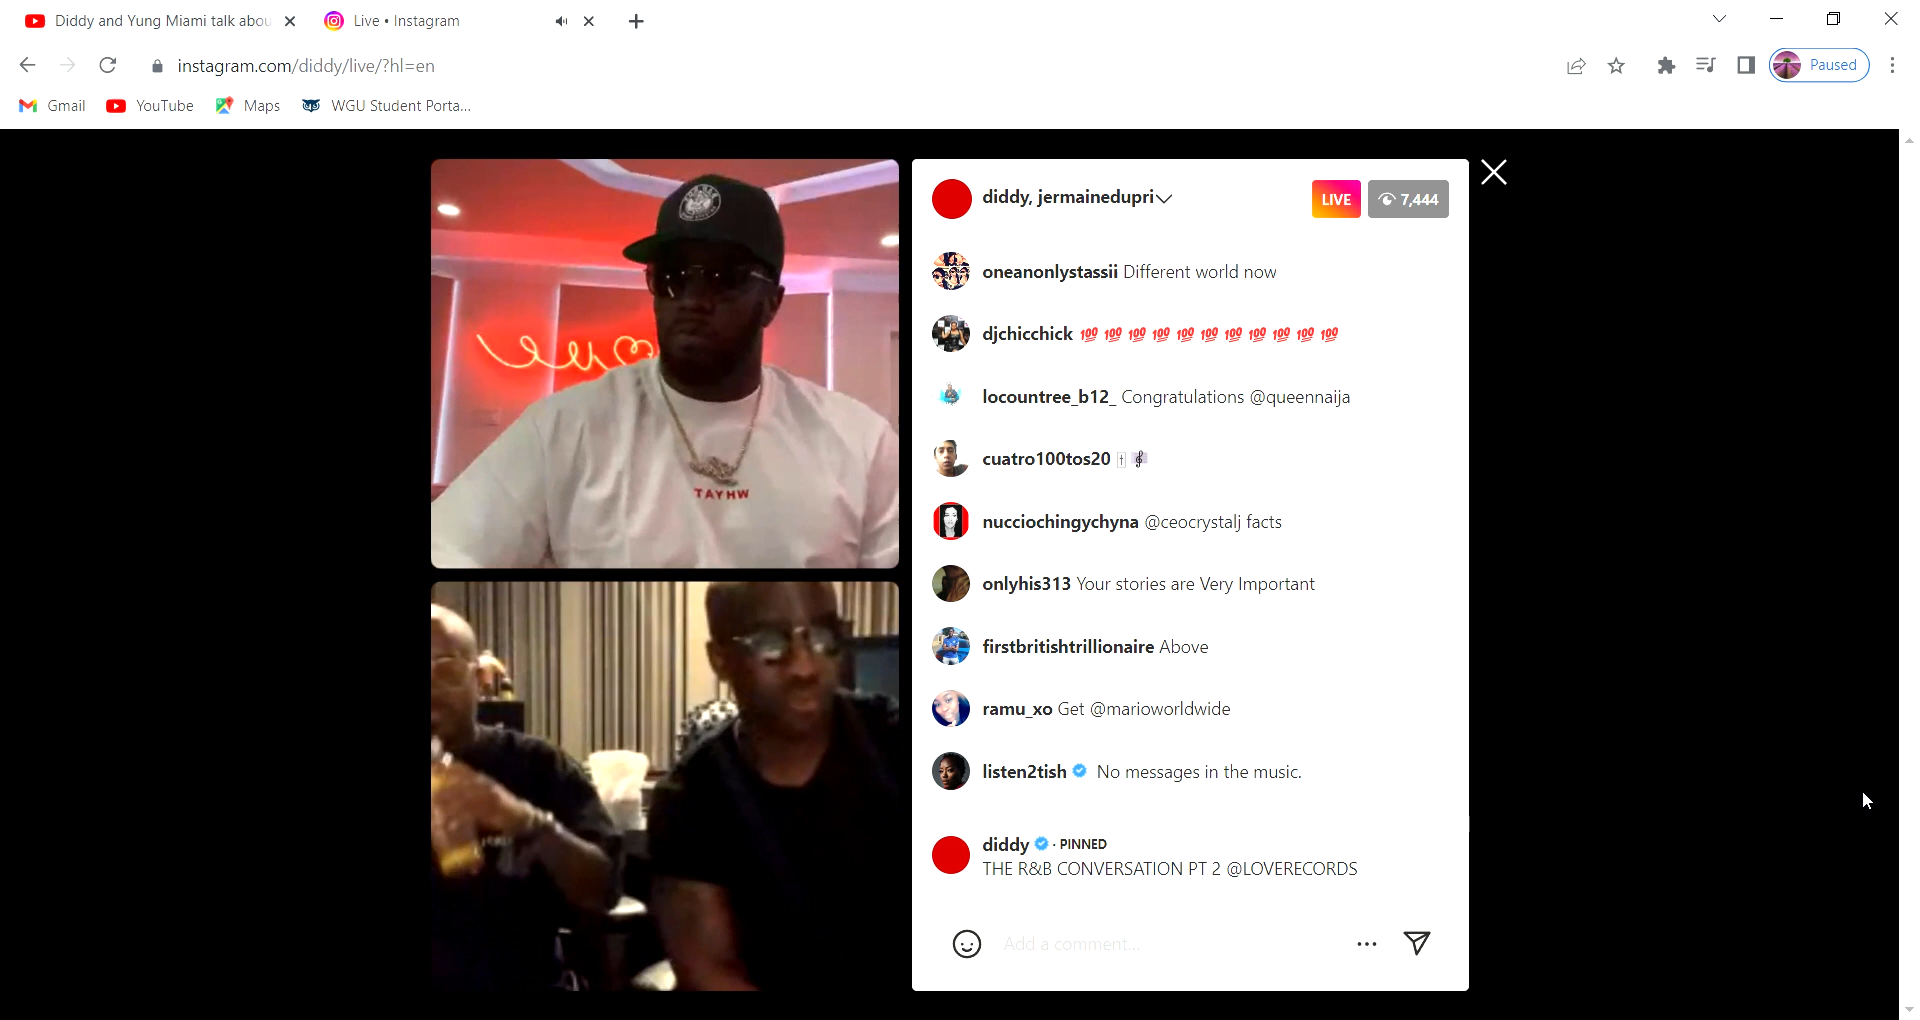 Diddy and Yung Miami talk abou
Live • Instagram
instagram.com/diddy/live/?hl=en
Paused
Gmail
YouTube
Maps
WGU Student Porta...
TAYHW
diddy, jermainedupri
LIVE
7,444
oneanonlystassii Different world now
djchicchick 💯 💯 💯 💯 💯 💯 💯 💯 💯 💯 💯
locountree_b12_ Congratulations @queennaija
cuatro100tos20
nucciochingychyna @ceocrystalj facts
onlyhis313 Your stories are Very Important
firstbritishtrillionaire Above
ramu_xo Get @marioworldwide
listen2tish No messages in the music.
diddy · PINNED
THE R&B CONVERSATION PT 2 @LOVERECORDS
Add a comment...